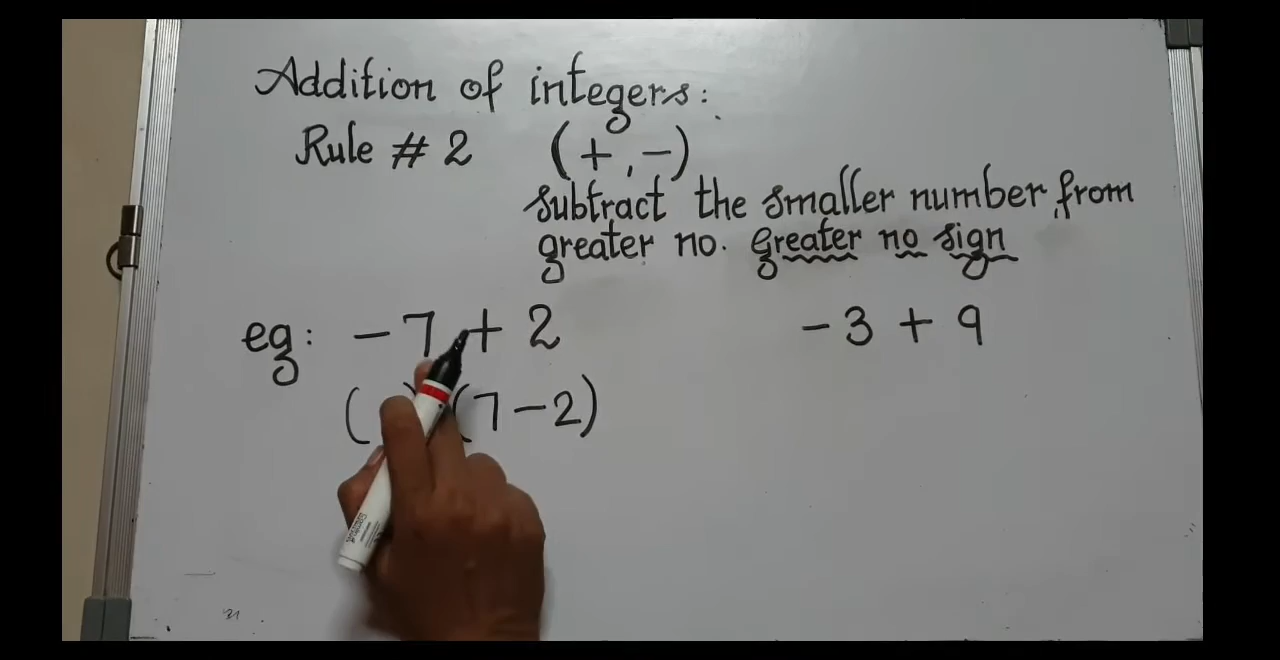 Addition of integers:
Rule # 2 (+, -)
Subtract the smaller number from
greater no. greater no sign
eg: - 7 + 2 - 3 + 9
( ) (7 - 2)